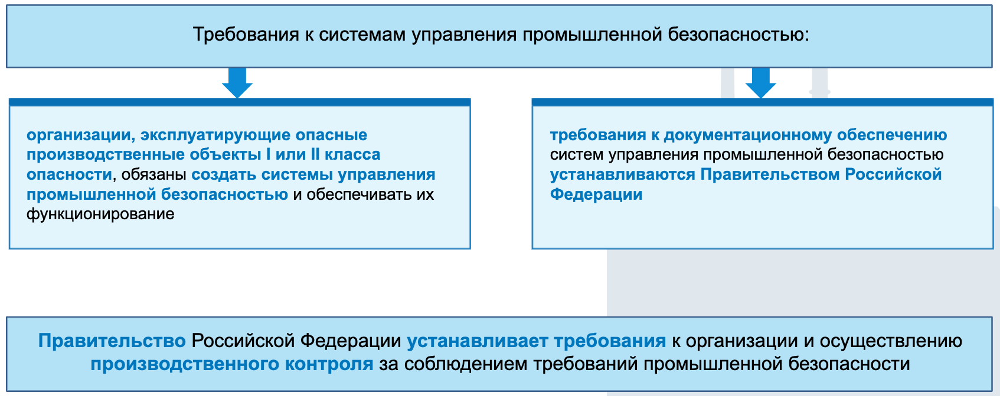 Требования к системам управления промышленной безопасностью:
организации, эксплуатирующие опасные
производственные объекты I или II класса
опасности, обязаны создать системы управления
промышленной безопасностью и обеспечивать их
функционирование
требования к документационному обеспечению
систем управления промышленной безопасностью
устанавливаются Правительством Российской
Федерации
Правительство Российской Федерации устанавливает требования к организации и осуществлению
производственного контроля за соблюдением требований промышленной безопасности